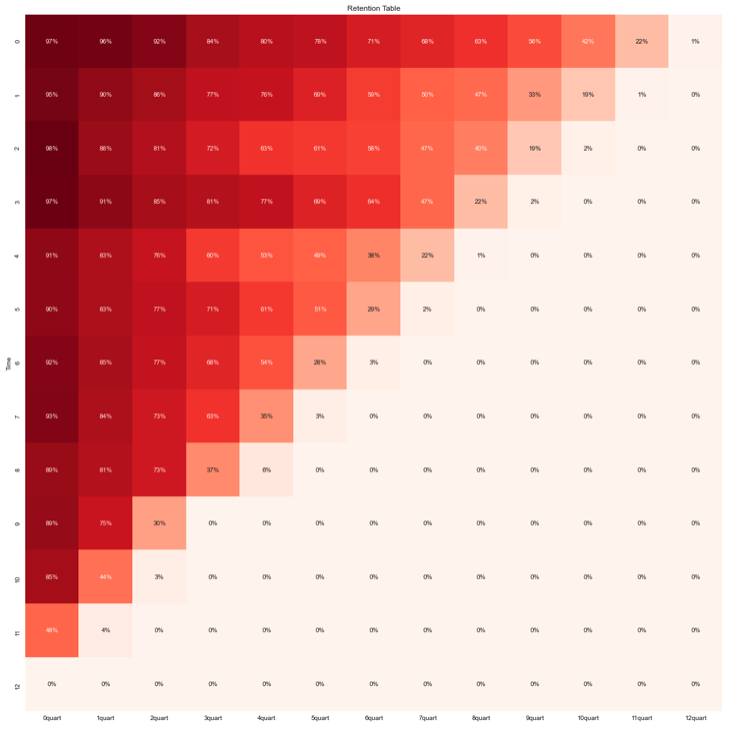 Retention Table
0 97% 96% 92% 84% 80% 78% 71% 68% 63% 56% 42% 22% 1%
1 95% 90% 86% 77% 76% 69% 59% 50% 47% 33% 19% 1% 0%
2 98% 88% 81% 72% 63% 61% 58% 47% 40% 19% 2% 0% 0%
3 97% 91% 85% 81% 77% 69% 64% 47% 22% 2% 0% 0% 0%
4 91% 83% 76% 60% 53% 49% 38% 22% 1% 0% 0% 0% 0%
5 90% 83% 77% 71% 61% 51% 29% 2% 0% 0% 0% 0% 0%
Time
6 92% 85% 77% 68% 54% 28% 3% 0% 0% 0% 0% 0% 0%
7 93% 84% 73% 63% 35% 3% 0% 0% 0% 0% 0% 0% 0%
8 89% 81% 73% 37% 6% 0% 0% 0% 0% 0% 0% 0% 0%
9 89% 75% 30% 0% 0% 0% 0% 0% 0% 0% 0% 0% 0%
10 85% 44% 3% 0% 0% 0% 0% 0% 0% 0% 0% 0% 0%
11 48% 4% 0% 0% 0% 0% 0% 0% 0% 0% 0% 0% 0%
12 0% 0% 0% 0% 0% 0% 0% 0% 0% 0% 0% 0% 0%
0quart 1quart 2quart 3quart 4quart 5quart 6quart 7quart 8quart 9quart 10quart 11quart 12quart